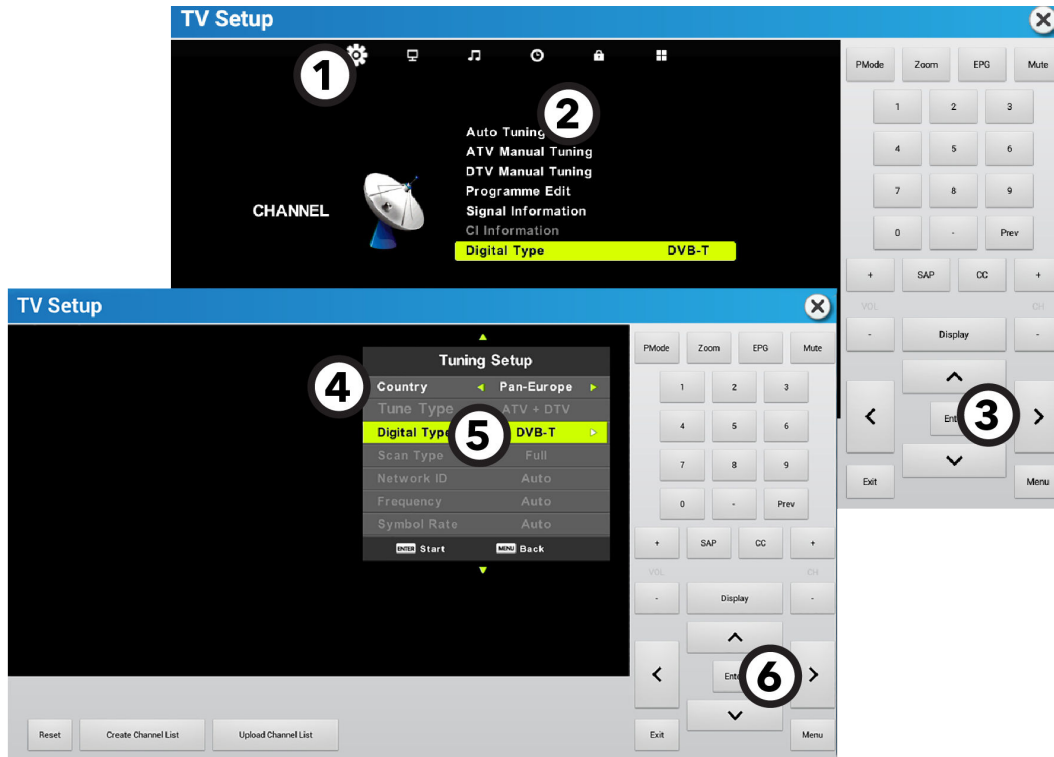 TV Setup
1
2
Auto Tuning
ATV Manual Tuning
DTV Manual Tuning
Programme Edit
CHANNEL
Signal Information
CI Information
Digital Type DVB-T
PMode Zoom EPG Mute
1 2 3
4 5 6
7 8 9
0 - Prev
+ SAP CC +
VOL CH
- Display -
3
Exit Menu
TV Setup
Tuning Setup
4
Country Pan-Europe
Tune Type ATV + DTV
5
Digital Type DVB-T
Scan Type Full
Network ID Auto
Frequency Auto
Symbol Rate Auto
ENTER Start MENU Back
PMode Zoom EPG Mute
1 2 3
4 5 6
7 8 9
0 - Prev
+ SAP CC +
VOL CH
- Display -
6
Exit Menu
Reset Create Channel List Upload Channel List